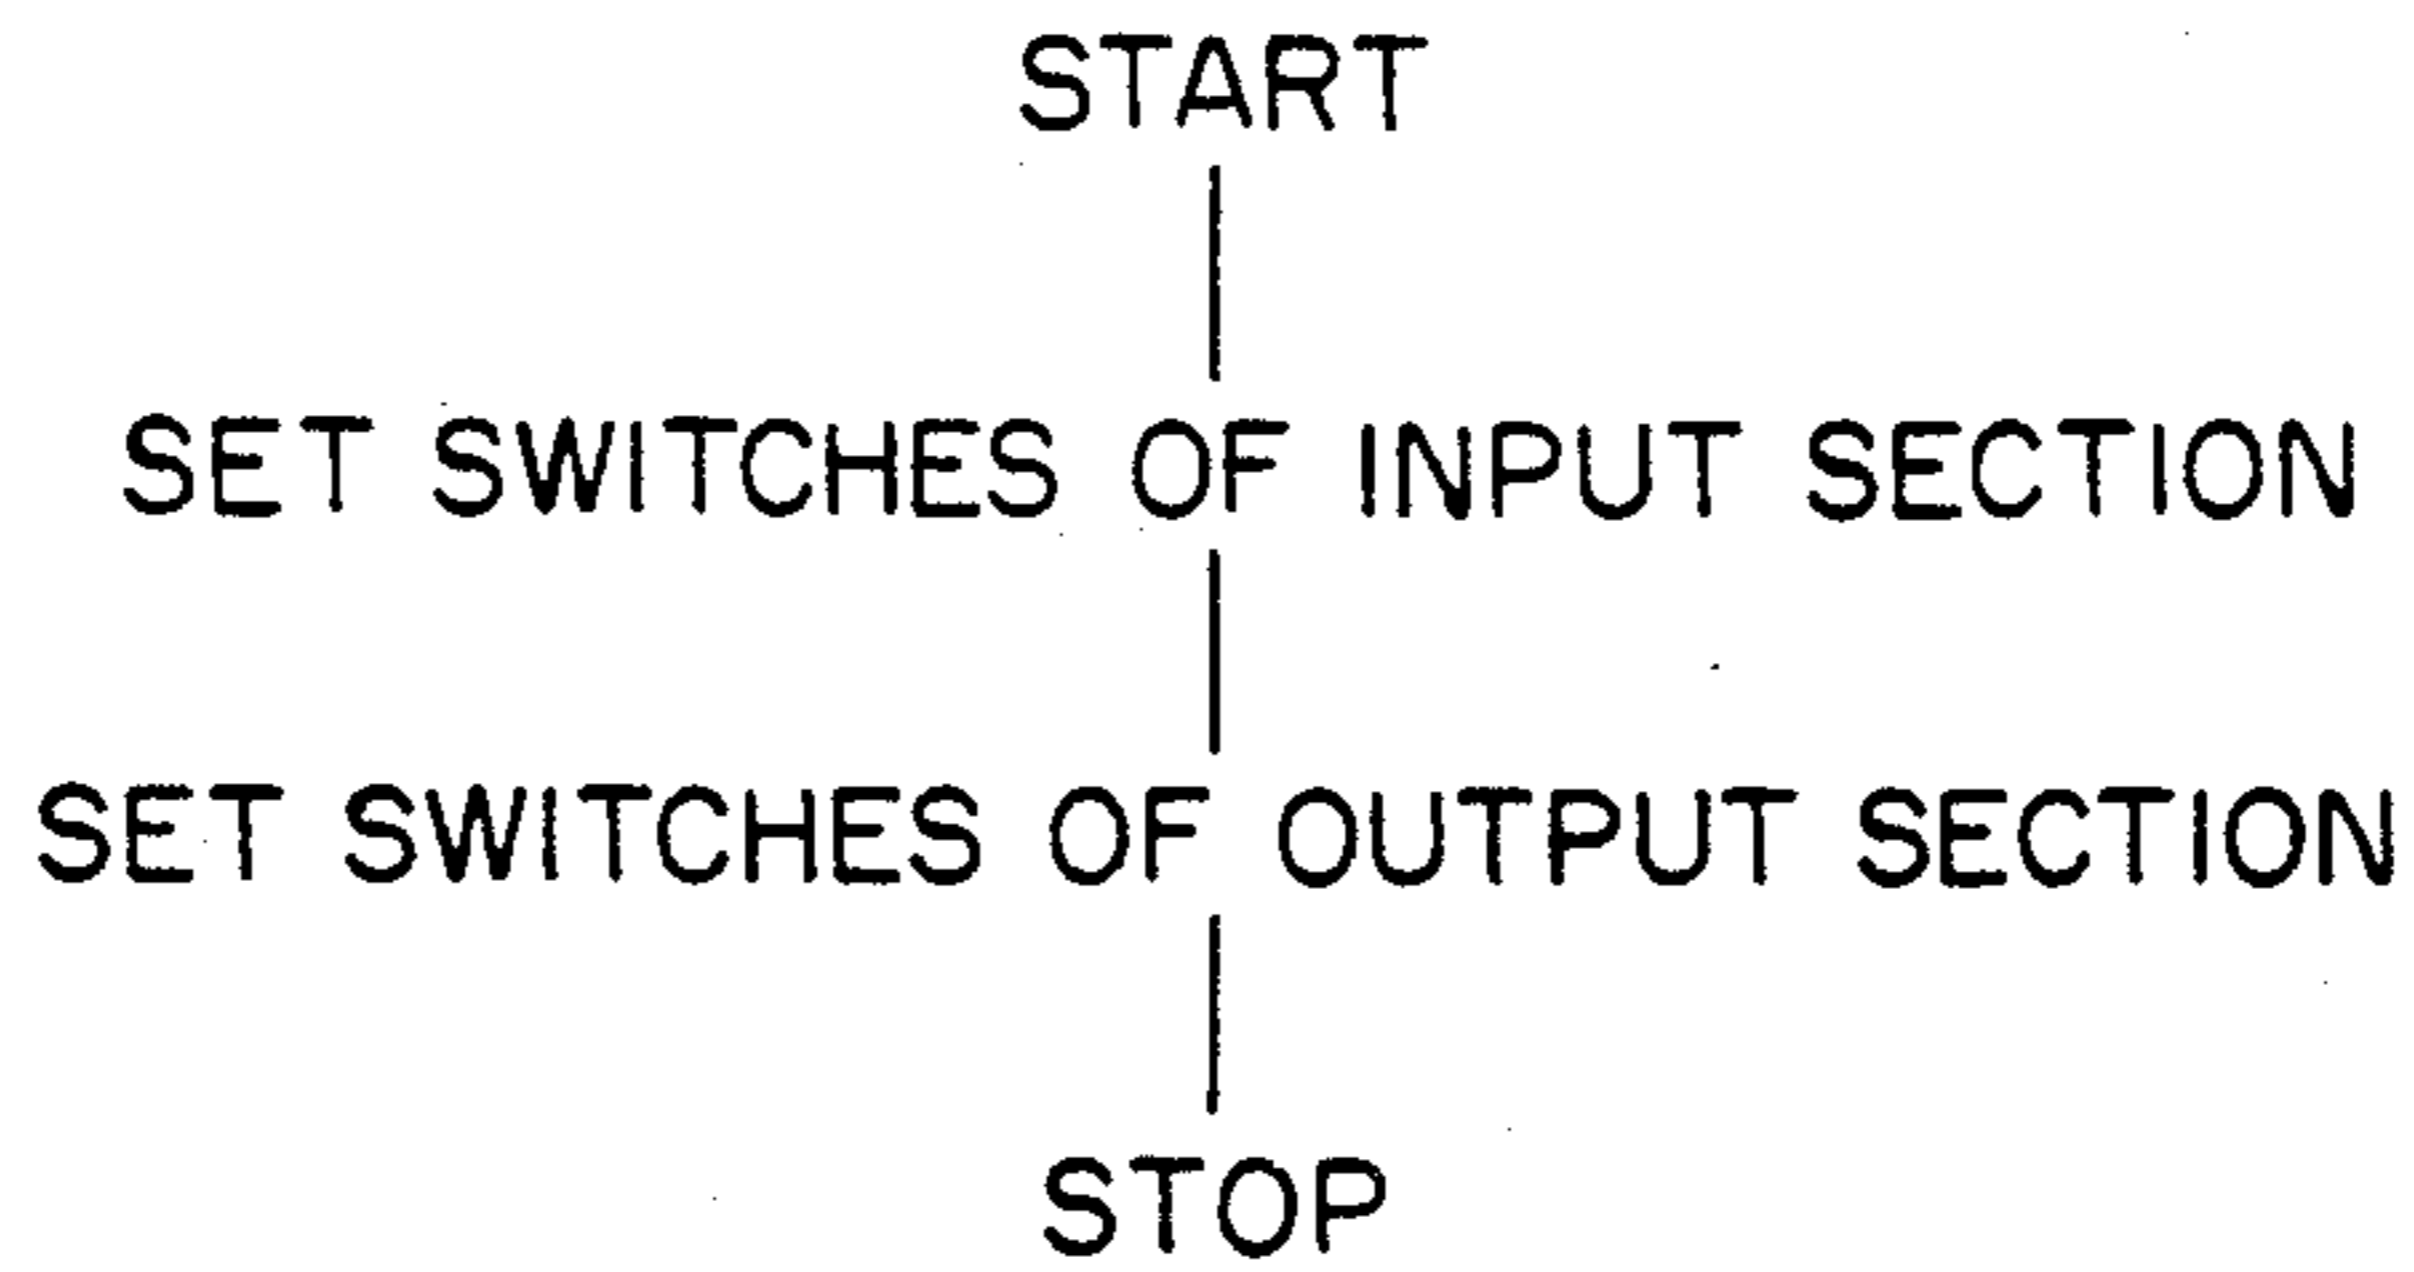 START
SET SWITCHES OF INPUT SECTION
SET SWITCHES OF OUTPUT SECTION
STOP